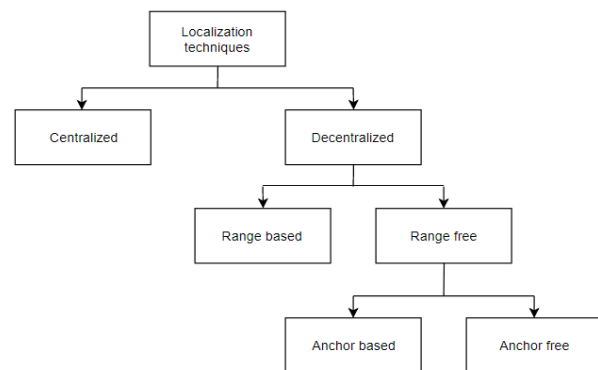 Localization
techniques
Centralized
Decentralized
Range based
Range free
Anchor based
Anchor free